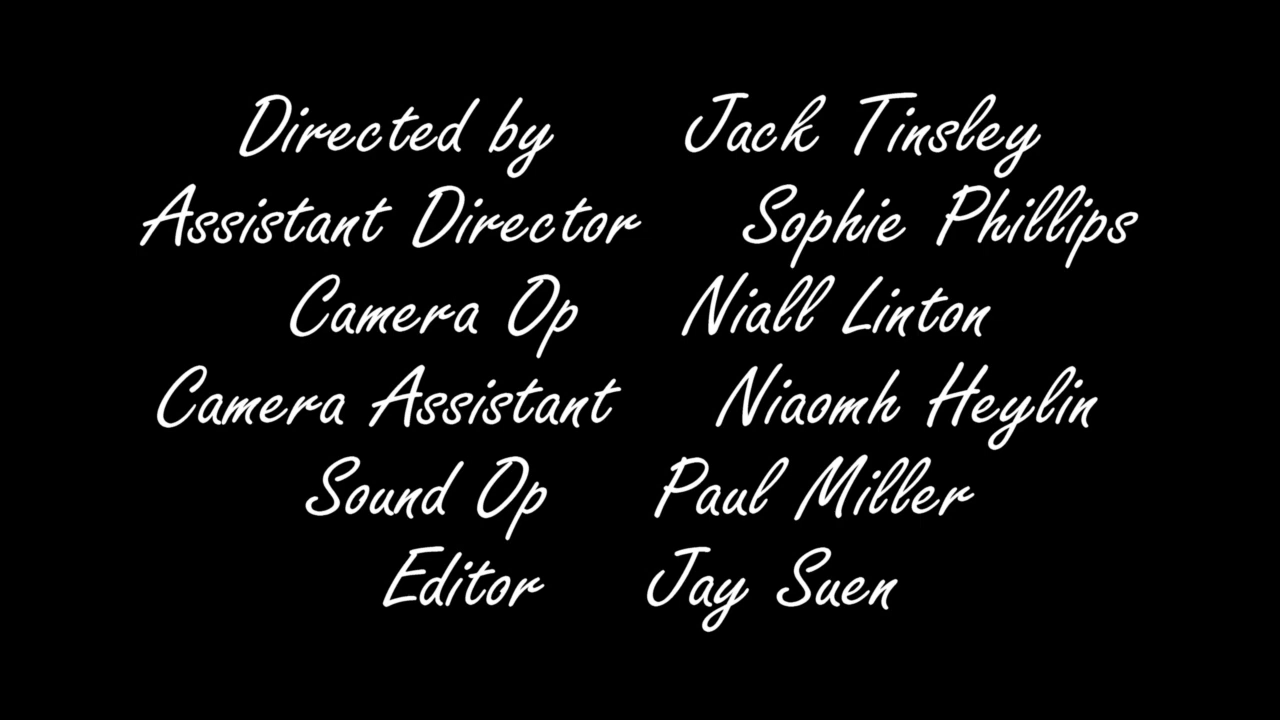 Directed by Jack Tinsley
Assistant Director Sophie Phillips
Camera Op Niall Linton
Camera Assistant Niaomh Heylin
Sound Op Paul Miller
Editor Jay Suen